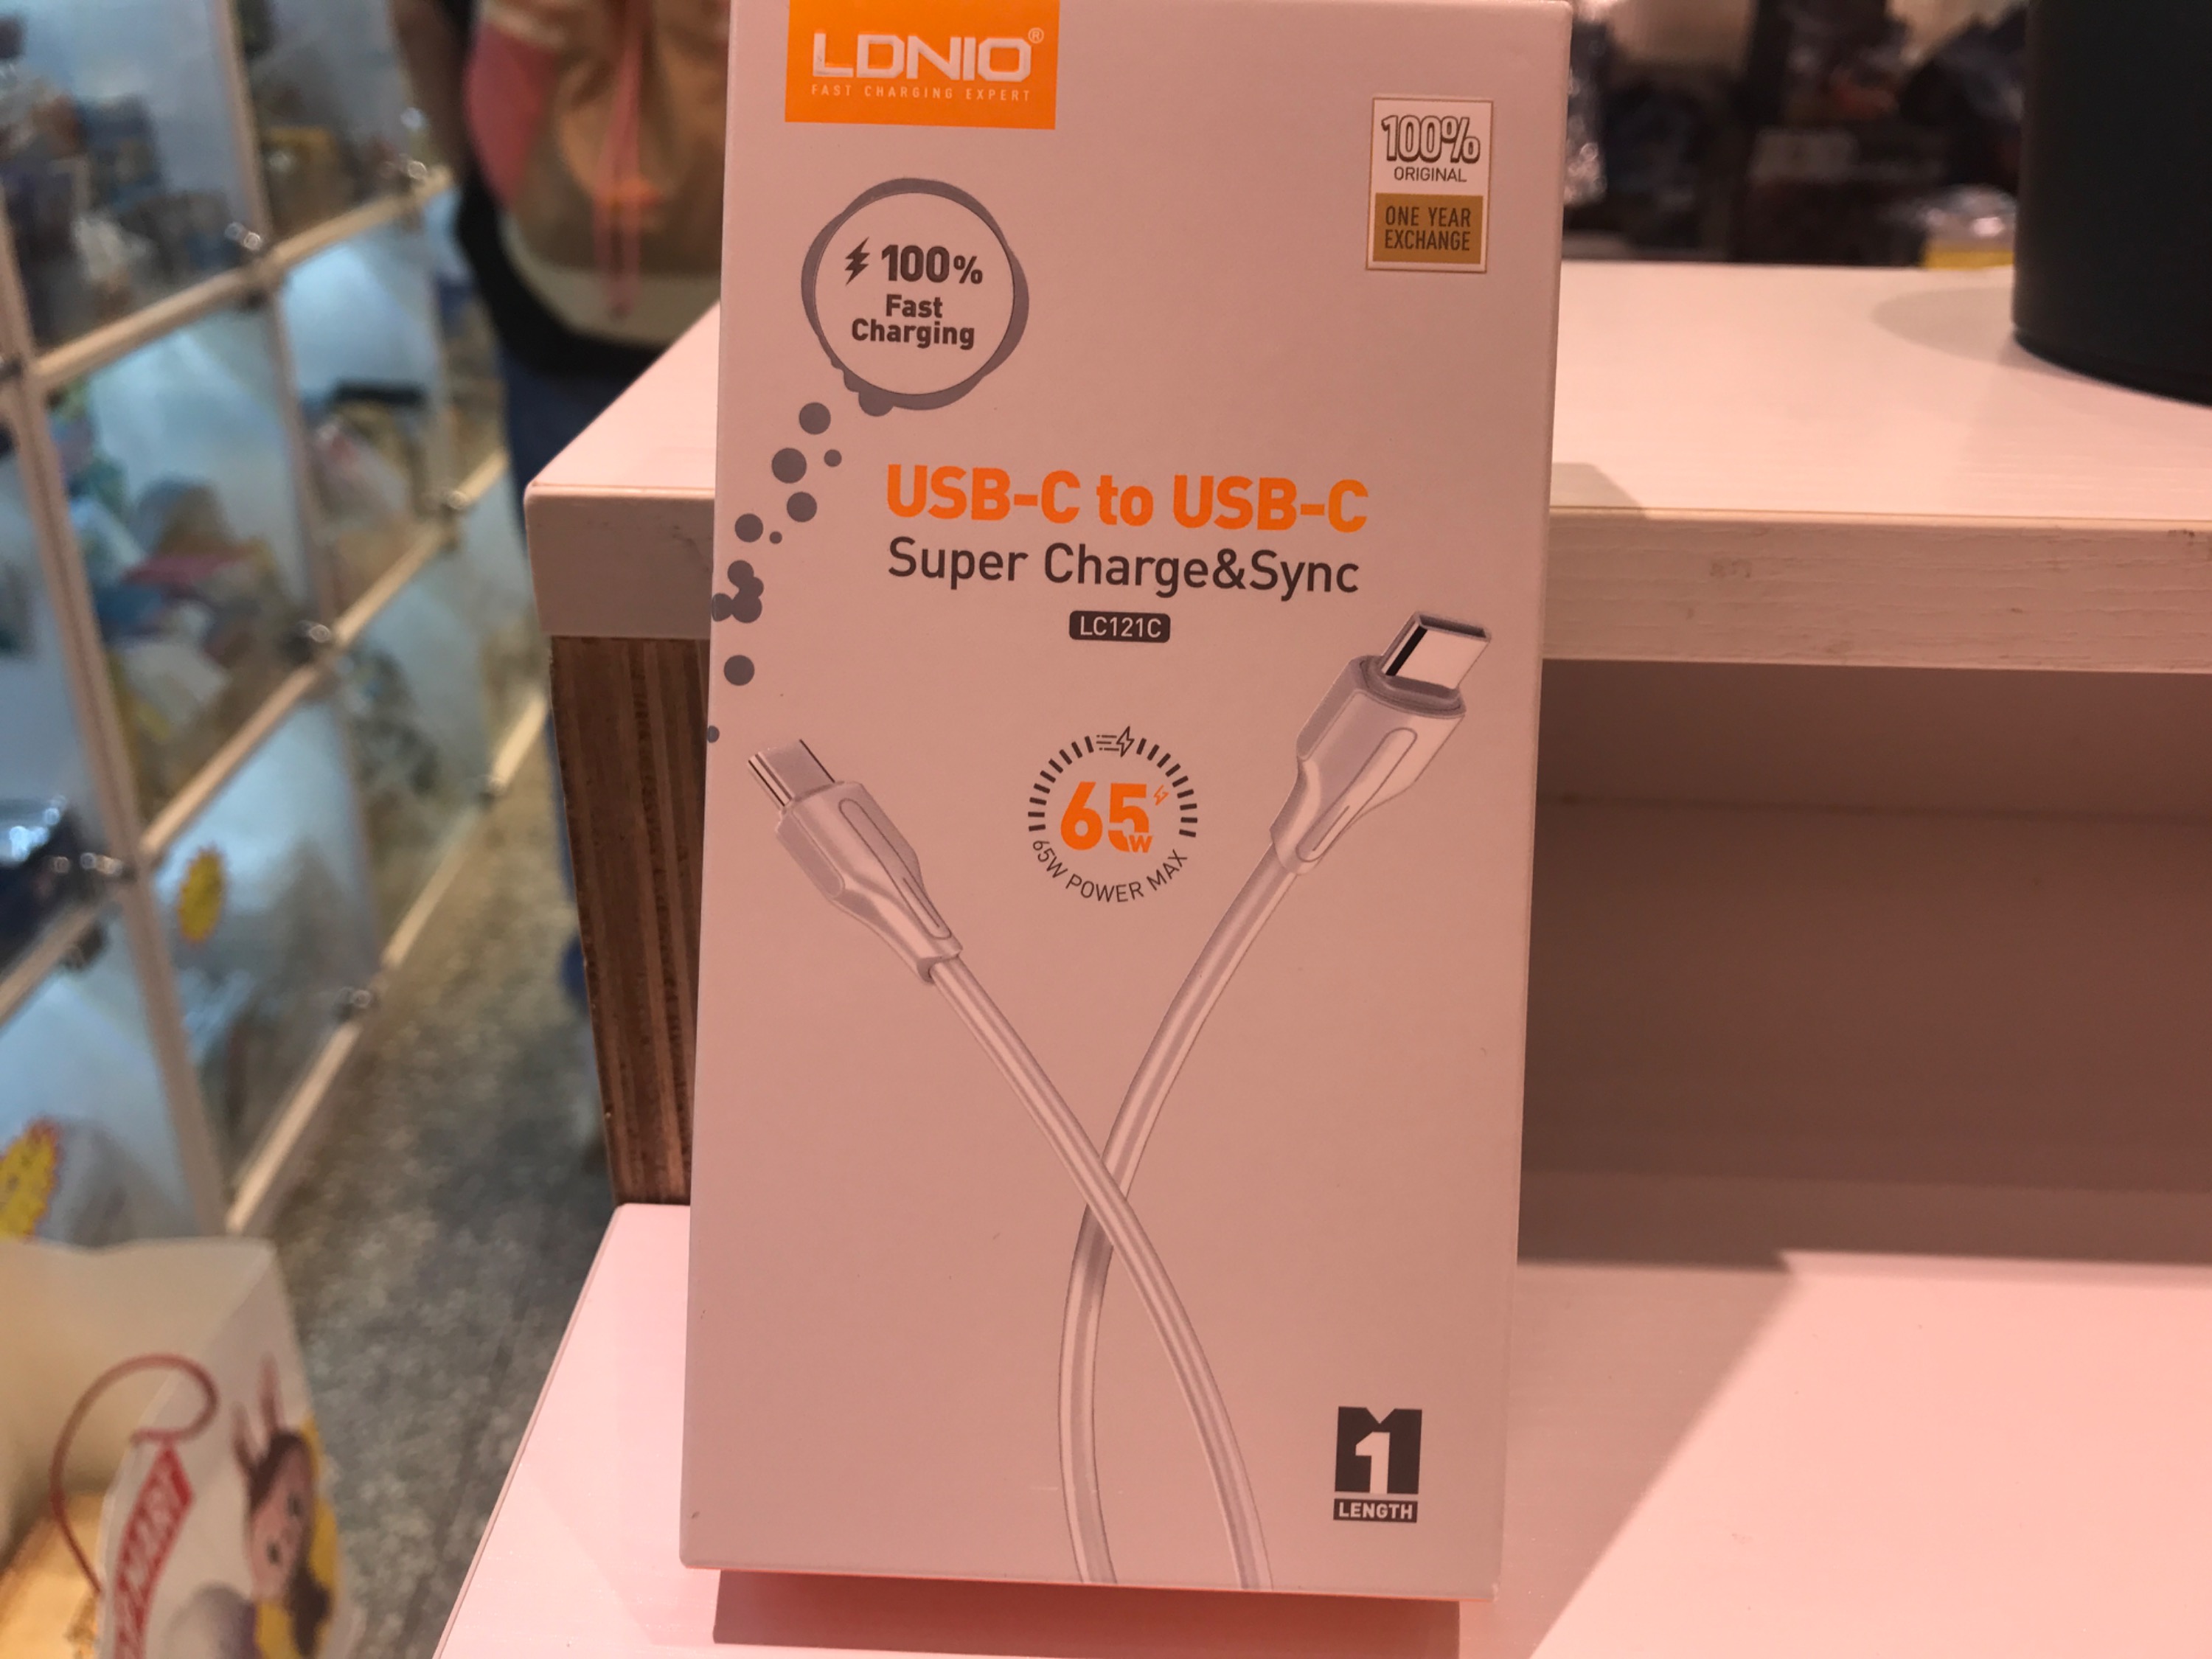 LDNIO®
FAST CHARGING EXPERT
100%
ORIGINAL
ONE YEAR
EXCHANGE
100%
Fast
Charging
USB-C to USB-C
Super Charge&Sync
LC121C
65W
65W POWER MAX
M
1
LENGTH